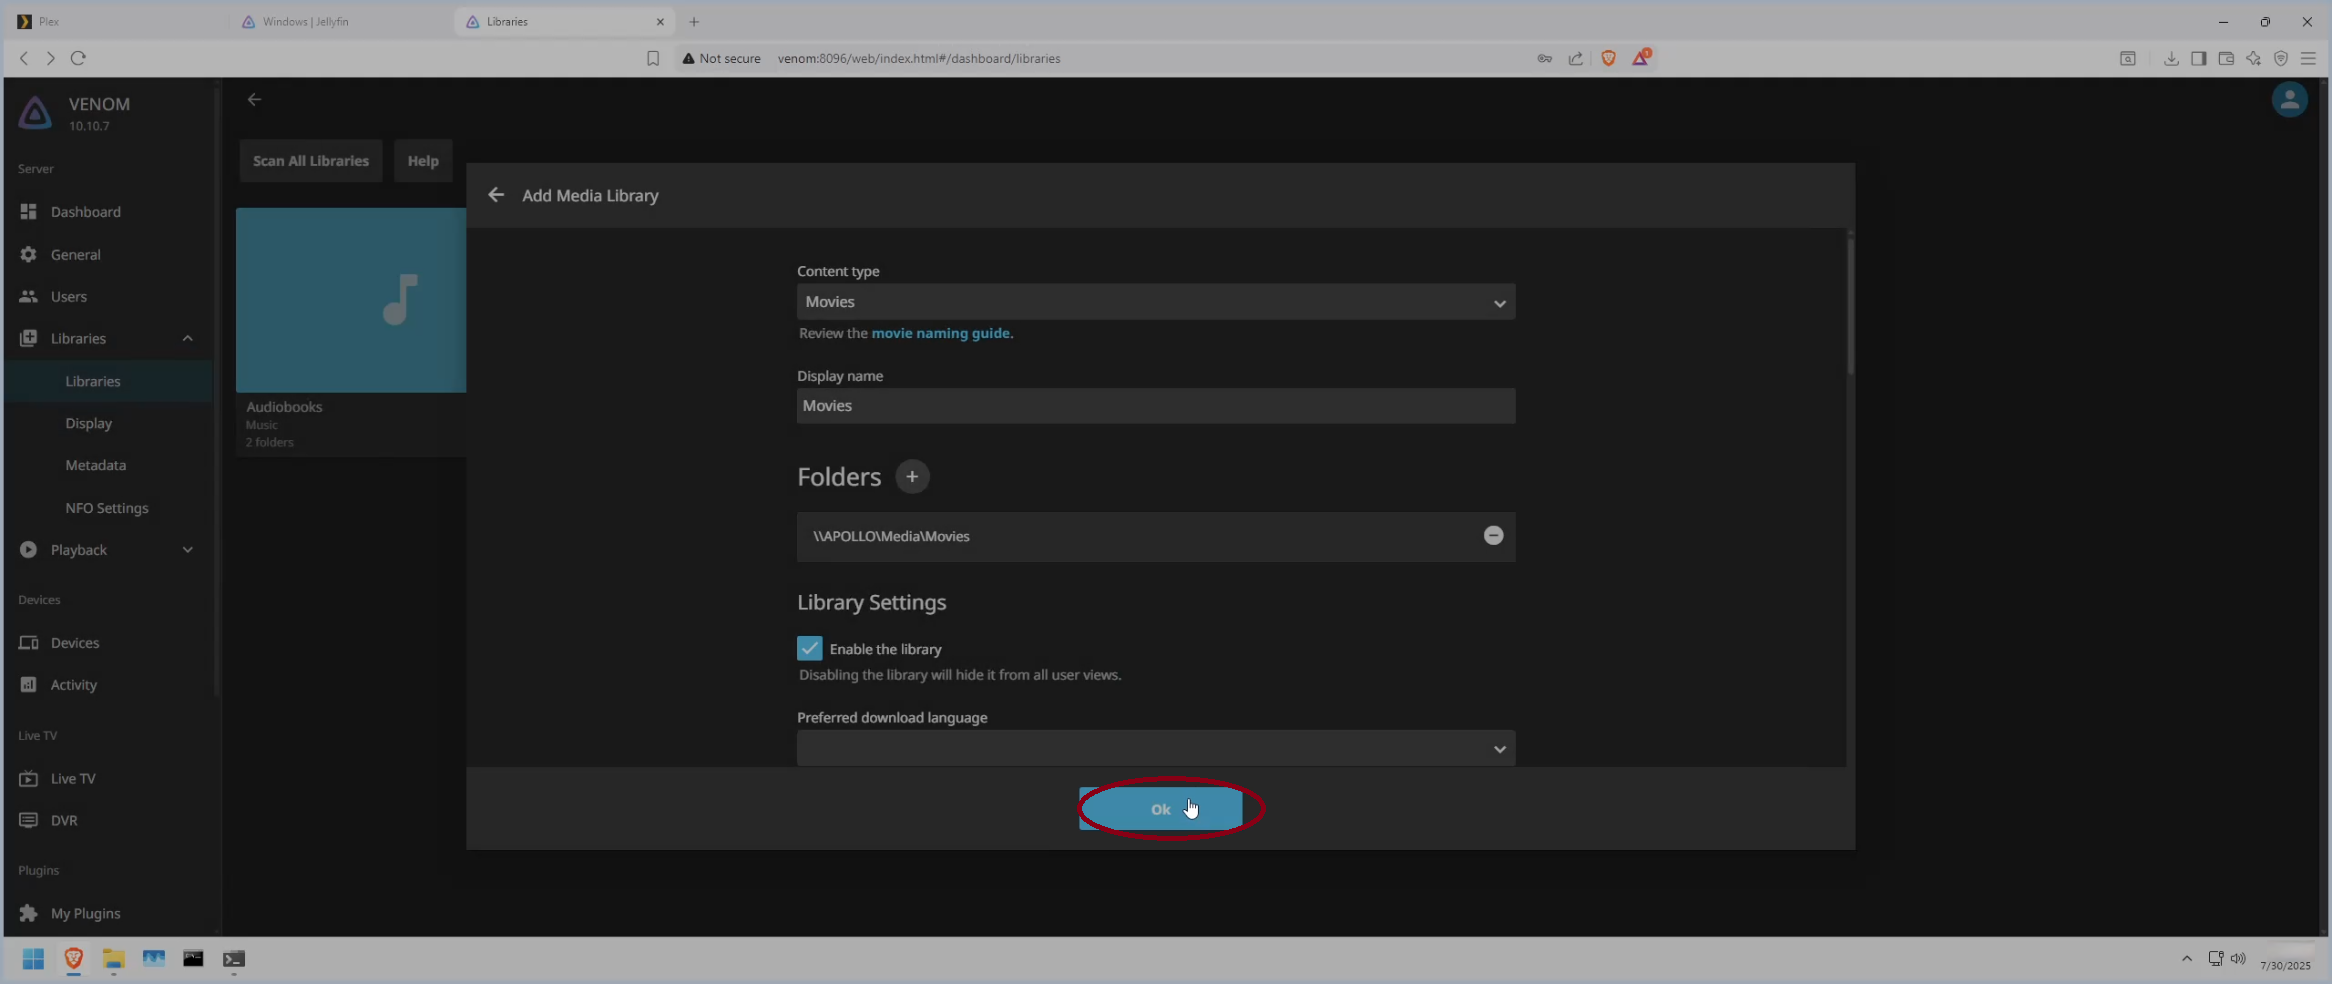 Plex
Windows | Jellyfin
Libraries
Not secure
venom:8096/web/index.html#/dashboard/libraries
1
VENOM
10.10.7
Server
Dashboard
General
Users
Libraries
Libraries
Display
Metadata
NFO Settings
Playback
Devices
Devices
Activity
Live TV
Live TV
DVR
Plugins
My Plugins
Scan All Libraries
Help
Audiobooks
Music
2 folders
Add Media Library
Content type
Movies
Review the movie naming guide.
Display name
Movies
Folders
\\APOLLO\Media\Movies
Library Settings
Enable the library
Disabling the library will hide it from all user views.
Preferred download language
Ok
7/30/2025